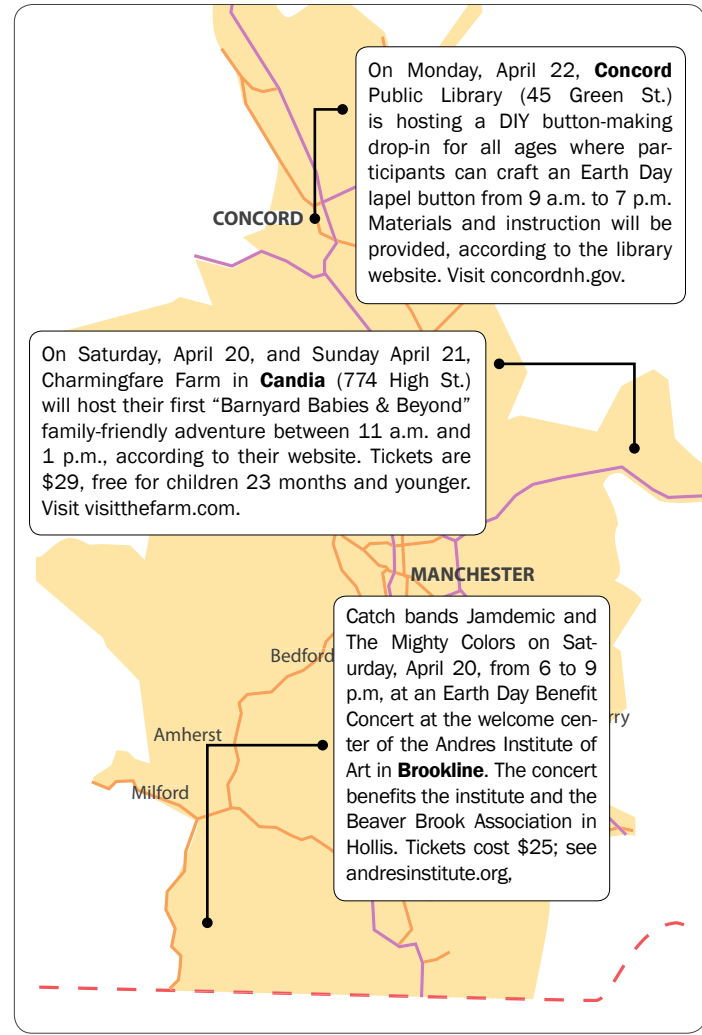 On Monday, April 22, Concord
Public Library (45 Green St.)
is hosting a DIY button-making
drop-in for all ages where par-
ticipants can craft an Earth Day
lapel button from 9 a.m. to 7 p.m.
Materials and instruction will be
provided, according to the library
website. Visit concordnh.gov.
CONCORD
On Saturday, April 20, and Sunday April 21,
Charmingfare Farm in Candia (774 High St.)
will host their first “Barnyard Babies & Beyond”
family-friendly adventure between 11 a.m. and
1 p.m., according to their website. Tickets are
$29, free for children 23 months and younger.
Visit visitthefarm.com.
MANCHESTER
Catch bands Jamdemic and
The Mighty Colors on Sat-
urday, April 20, from 6 to 9
p.m, at an Earth Day Benefit
Concert at the welcome cen-
ter of the Andres Institute of
Art in Brookline. The concert
benefits the institute and the
Beaver Brook Association in
Hollis. Tickets cost $25; see
andresinstitute.org,
Bedford
Amherst
Milford
rry